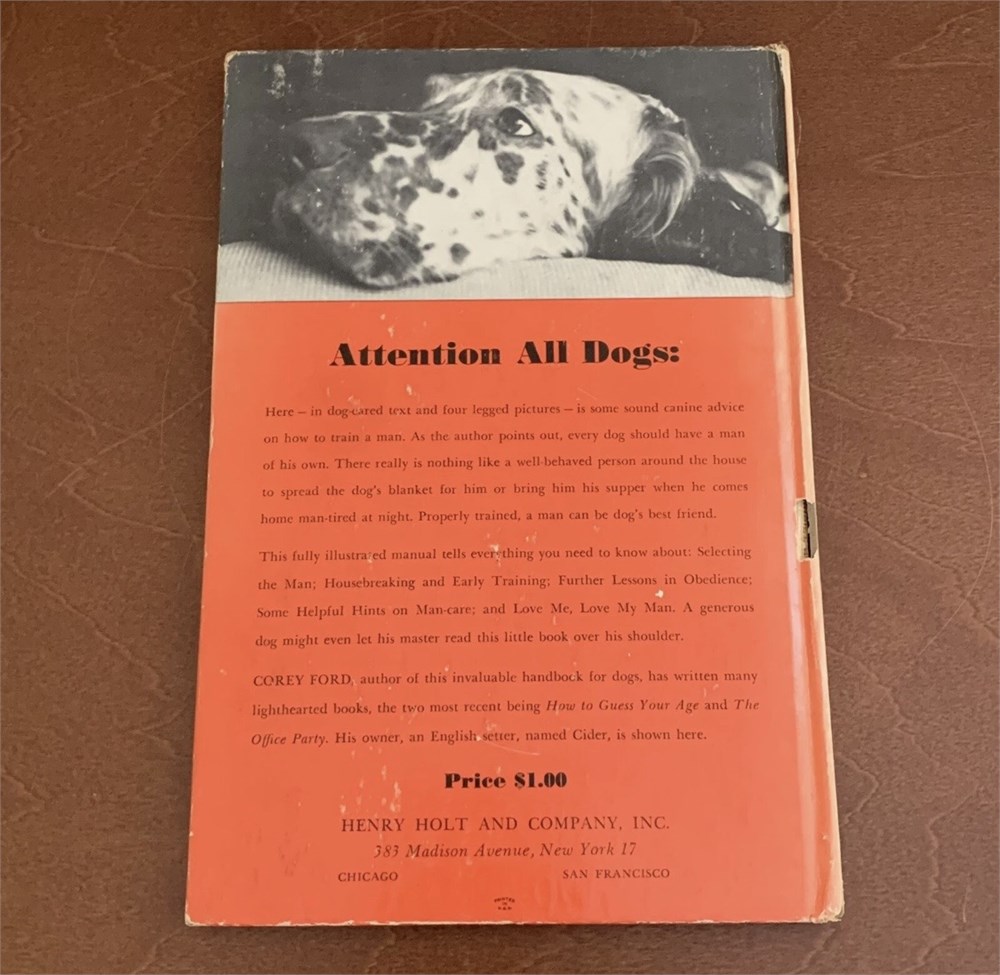 Attention All Dogs:
Here – in dog-eared text and four legged pictures – is some sound canine advice
on how to train a man. As the author points out, every dog should have a man
of his own. There really is nothing like a well-behaved person around the house
to spread the dog's blanket for him or bring him his supper when he comes
home man-tired at night. Properly trained, a man can be dog's best friend.
This fully illustrated manual tells everything you need to know about: Selecting
the Man; Housebreaking and Early Training; Further Lessons in Obedience;
Some Helpful Hints on Man-care; and Love Me, Love My Man. A generous
dog might even let his master read this little book over his shoulder.
COREY FORD, author of this invaluable handbook for dogs, has written many
lighthearted books, the two most recent being How to Guess Your Age and The
Office Party. His owner, an English setter, named Cider, is shown here.
Price $1.00
HENRY HOLT AND COMPANY, INC.
383 Madison Avenue, New York 17
CHICAGO SAN FRANCISCO
PRINTED
IN
U.S.A.